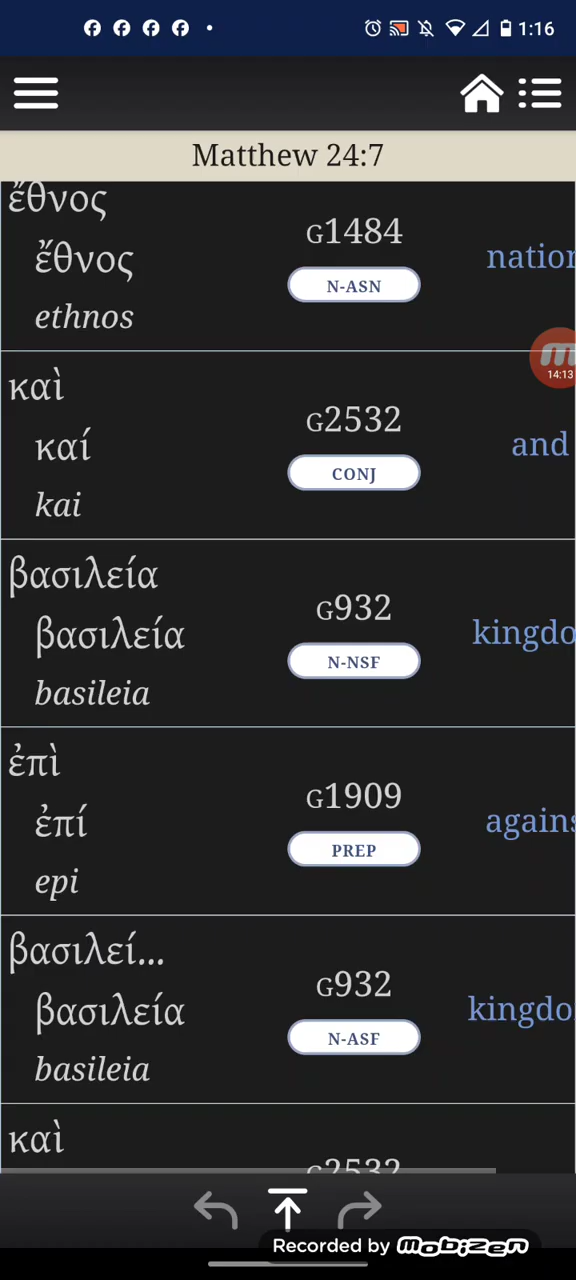 1:16
Matthew 24:7
ἔθνος
ἔθνος
ethnos
G1484
N-ASN
nation
14:13
καὶ
καί
kai
G2532
CONJ
and
βασιλεία
βασιλεία
basileia
G932
N-NSF
kingdo
ἐπὶ
ἐπί
epi
G1909
PREP
agains
βασιλεί...
βασιλεία
basileia
G932
N-ASF
kingdo
καὶ
G2532
Recorded by mobizen